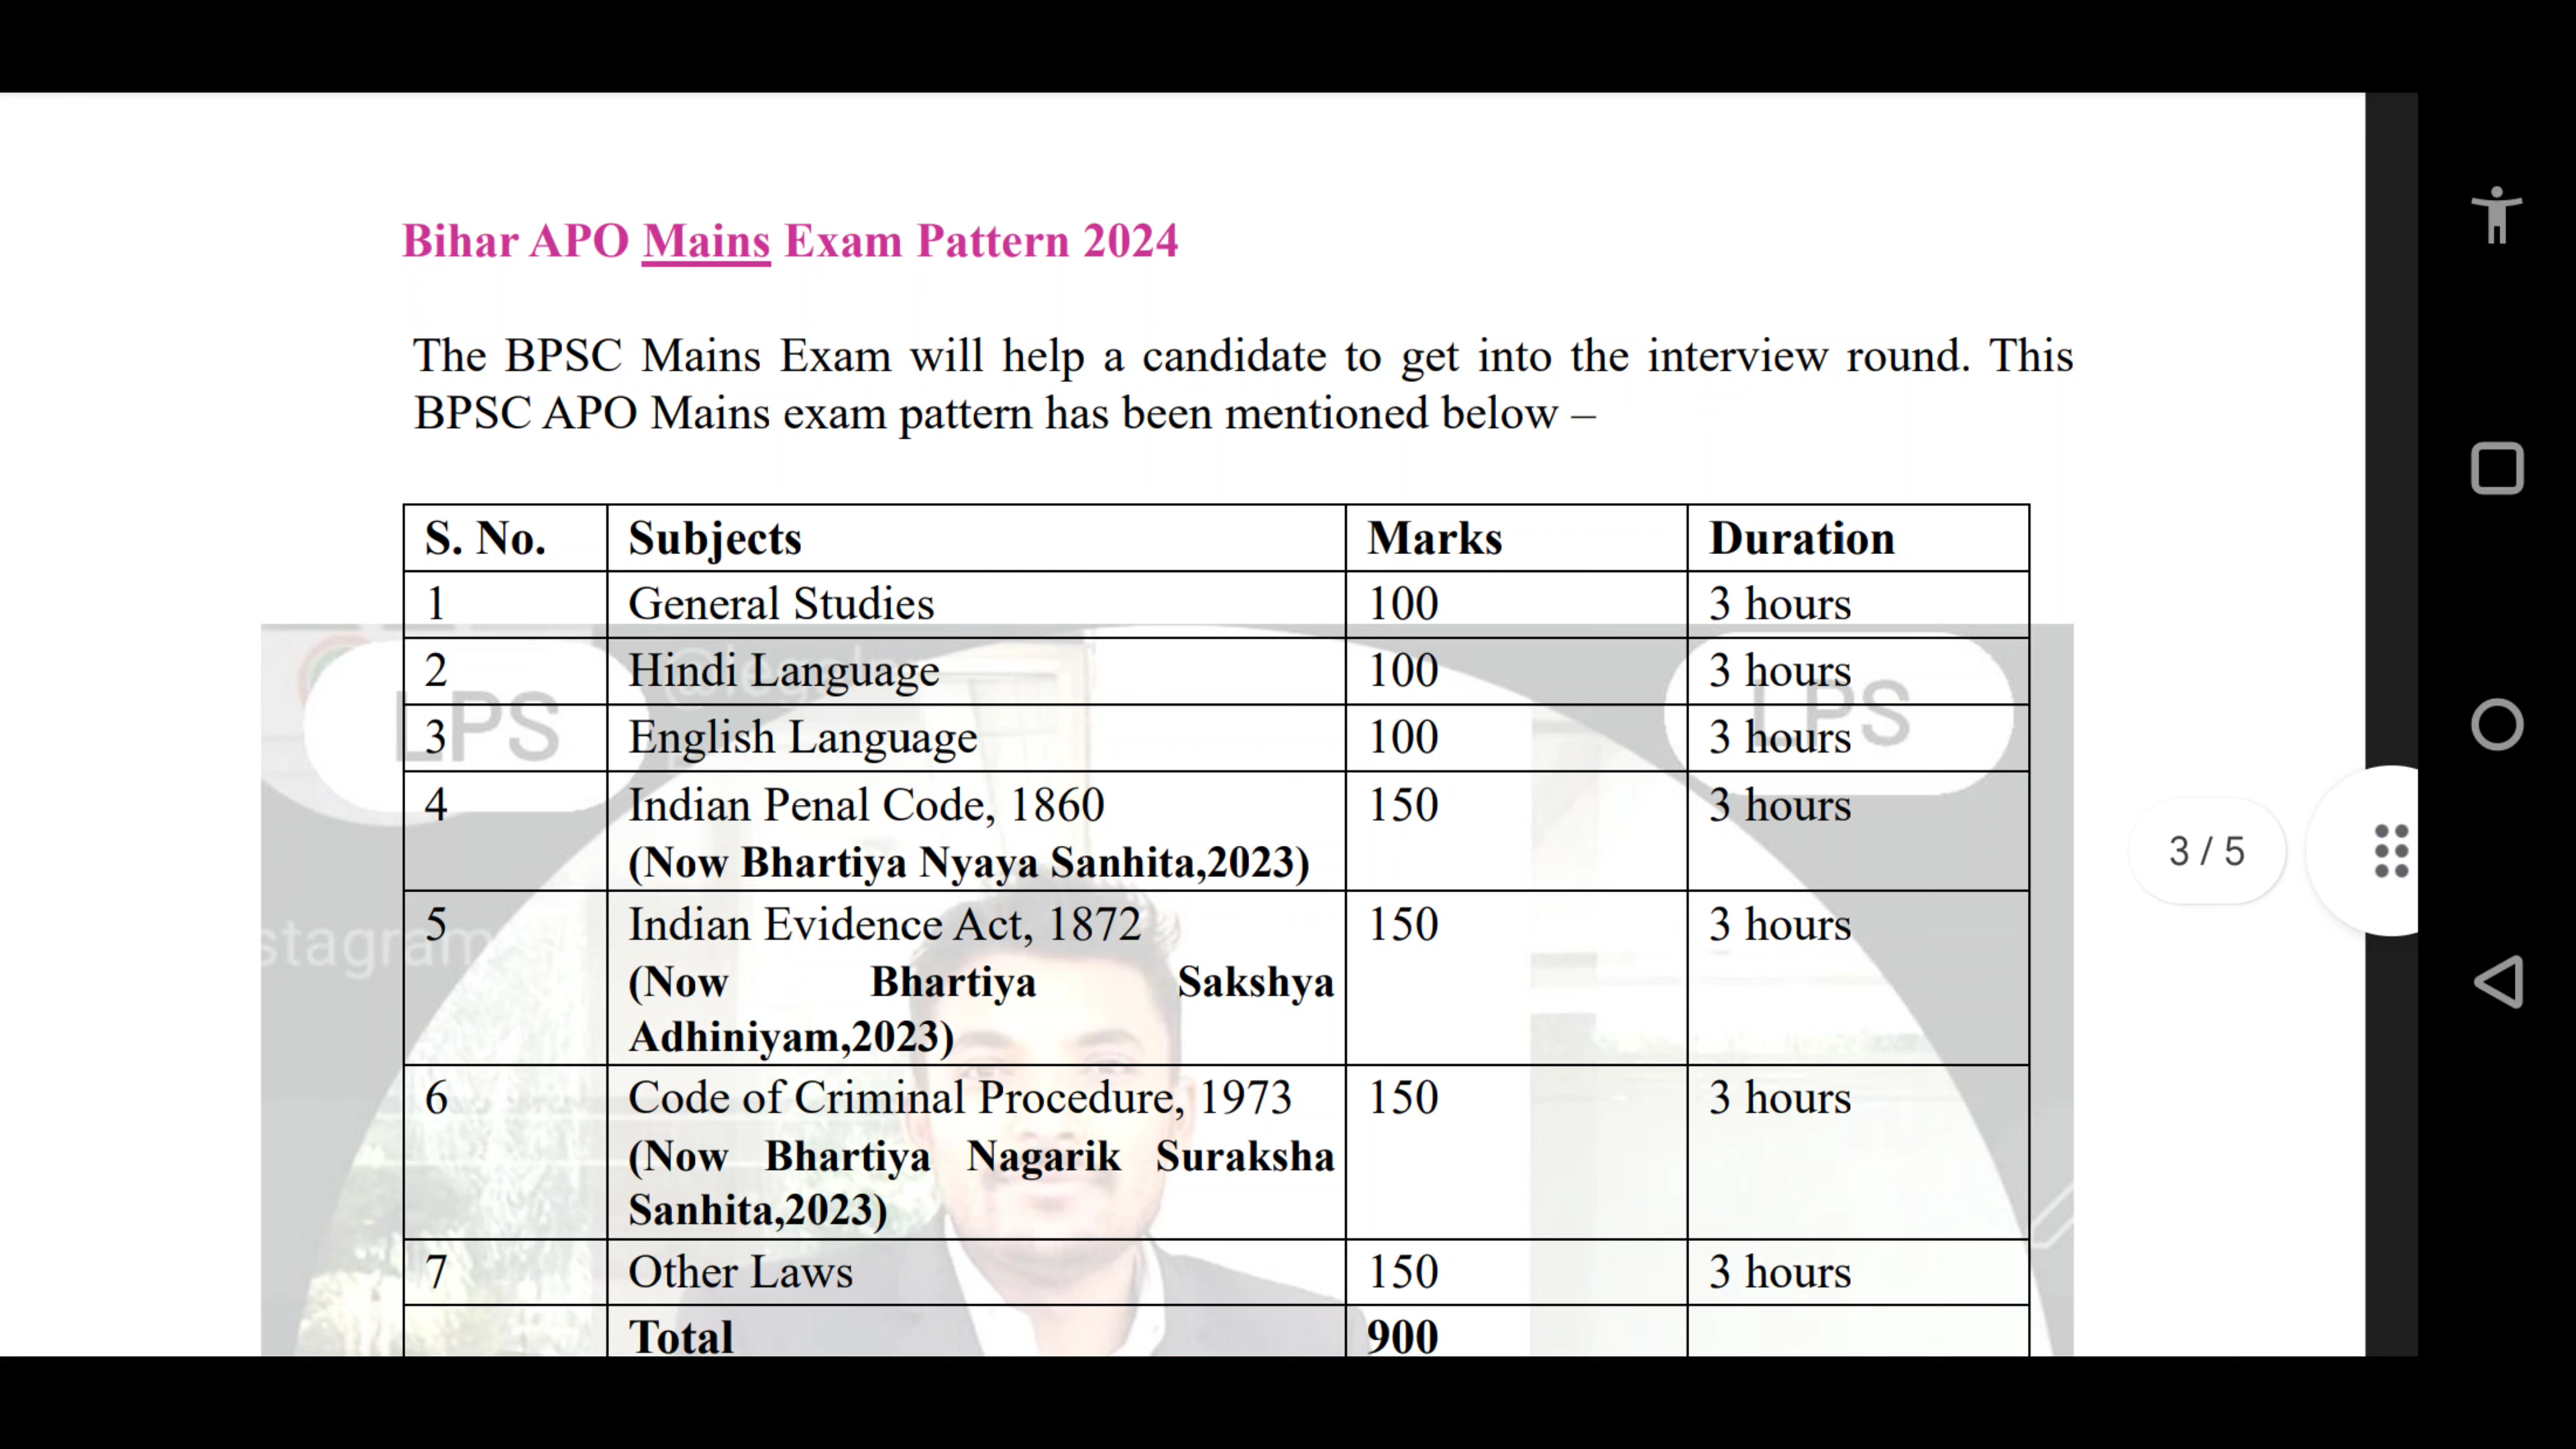 Bihar APO Mains Exam Pattern 2024
The BPSC Mains Exam will help a candidate to get into the interview round. This
BPSC APO Mains exam pattern has been mentioned below –
S. No. Subjects Marks Duration
1 General Studies 100 3 hours
2 Hindi Language 100 3 hours
3 English Language 100 3 hours
4 Indian Penal Code, 1860 150 3 hours
(Now Bhartiya Nyaya Sanhita,2023)
5 Indian Evidence Act, 1872 150 3 hours
(Now Bhartiya Sakshya
Adhiniyam,2023)
6 Code of Criminal Procedure, 1973 150 3 hours
(Now Bhartiya Nagarik Suraksha
Sanhita,2023)
7 Other Laws 150 3 hours
Total 900
LPS
LPS
stagram
3 / 5